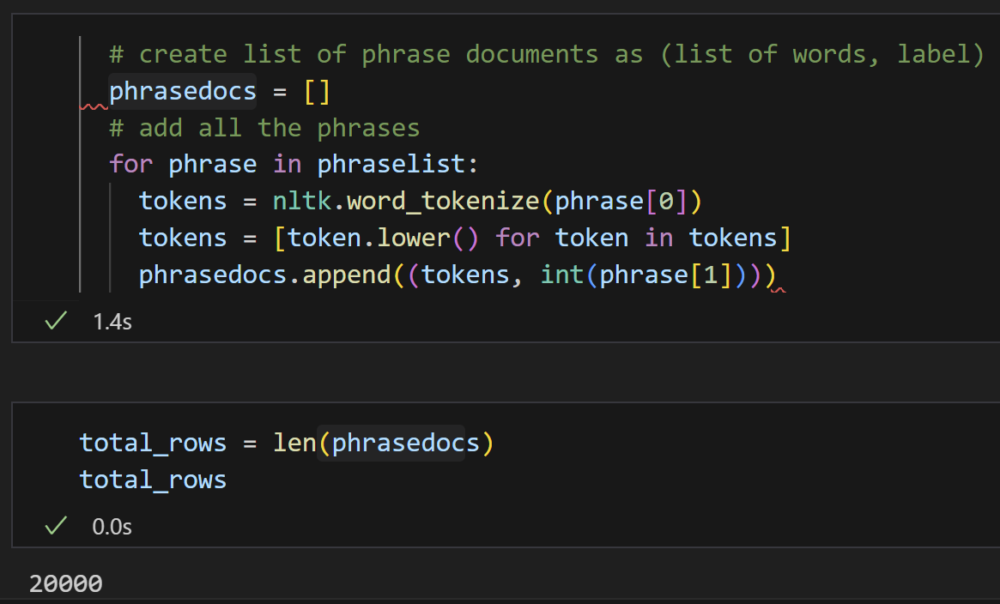 # create list of phrase documents as (list of words, label)
phrasedocs = []
# add all the phrases
for phrase in phraselist:
tokens = nltk.word_tokenize(phrase[0])
tokens = [token.lower() for token in tokens]
phrasedocs.append((tokens, int(phrase[1])))
1.4s
total_rows = len(phrasedocs)
total_rows
0.0s
20000